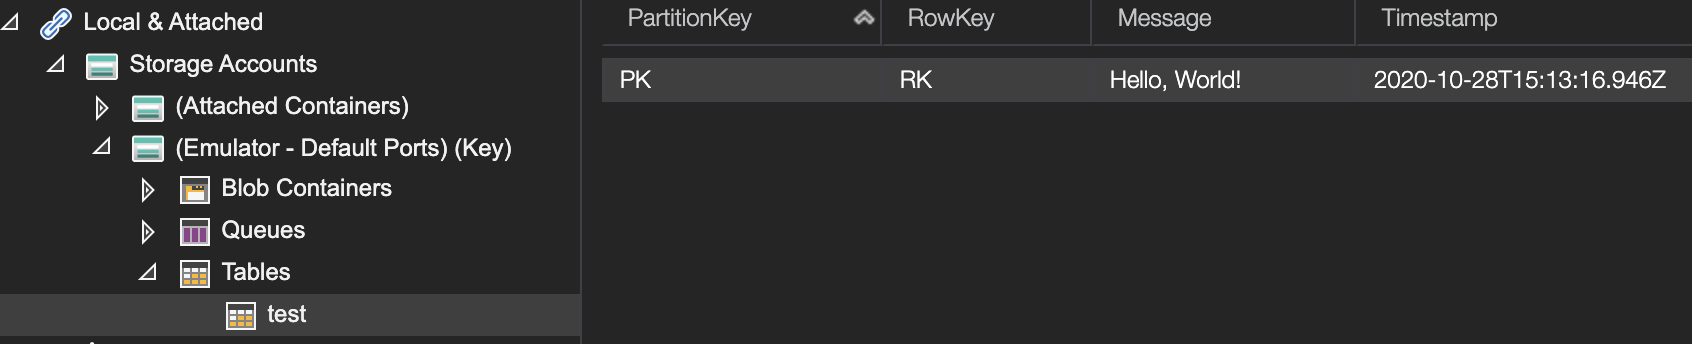 Local & Attached
Storage Accounts
(Attached Containers)
(Emulator - Default Ports) (Key)
Blob Containers
Queues
Tables
test
PartitionKey RowKey Message Timestamp
PK RK Hello, World! 2020-10-28T15:13:16.946Z